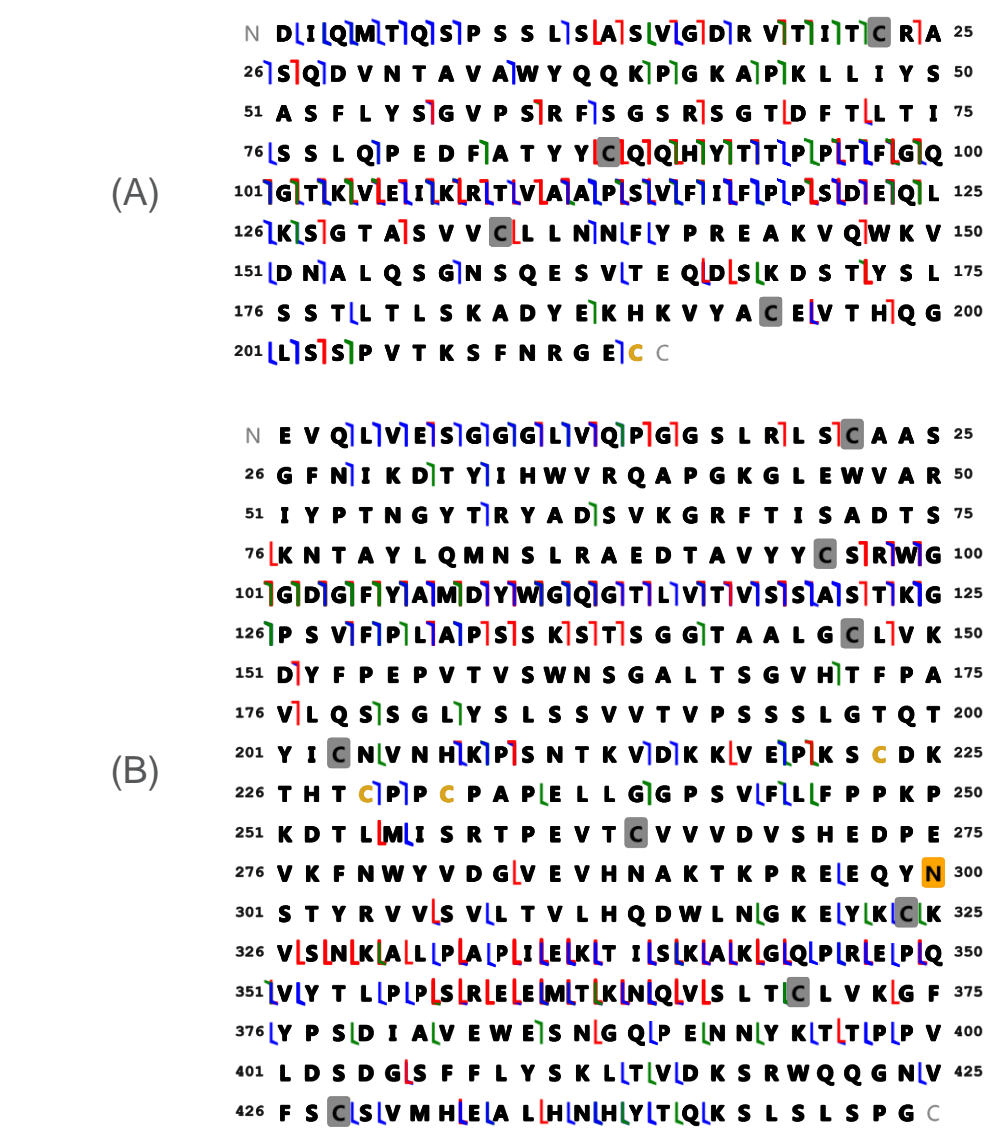 N D I Q M T Q S P S S L S A S V G D R V T I T C R A 25
26 S Q D V N T A V A W Y Q Q K P G K A P K L L I Y S 50
51 A S F L Y S G V P S R F S G S R S G T D F T L T I 75
76 S S L Q P E D F A T Y Y C Q Q H Y T T P P T F G Q 100
(A)
101 G T K V E I K R T V A A P S V F I F P P S D E Q L 125
126 K S G T A S V V C L L N N F Y P R E A K V Q W K V 150
151 D N A L Q S G N S Q E S V T E Q D S K D S T Y S L 175
176 S S T L T L S K A D Y E K H K V Y A C E V T H Q G 200
201 L S S P V T K S F N R G E C C
N E V Q L V E S G G G L V Q P G G S L R L S C A A S 25
26 G F N I K D T Y I H W V R Q A P G K G L E W V A R 50
51 I Y P T N G Y T R Y A D S V K G R F T I S A D T S 75
76 K N T A Y L Q M N S L R A E D T A V Y Y C S R W G 100
101 G D G F Y A M D Y W G Q G T L V T V S S A S T K G 125
126 P S V F P L A P S S K S T S G G T A A L G C L V K 150
151 D Y F P E P V T V S W N S G A L T S G V H T F P A 175
176 V L Q S S G L Y S L S S V V T V P S S S L G T Q T 200
201 Y I C N V N H K P S N T K V D K K V E P K S C D K 225
(B)
226 T H T C P P C P A P E L L G G P S V F L F P P K P 250
251 K D T L M I S R T P E V T C V V V D V S H E D P E 275
276 V K F N W Y V D G V E V H N A K T K P R E E Q Y N 300
301 S T Y R V V S V L T V L H Q D W L N G K E Y K C K 325
326 V S N K A L P A P I E K T I S K A K G Q P R E P Q 350
351 V Y T L P P S R E E M T K N Q V S L T C L V K G F 375
376 Y P S D I A V E W E S N G Q P E N N Y K T T P P V 400
401 L D S D G S F F L Y S K L T V D K S R W Q Q G N V 425
426 F S C S V M H E A L H N H Y T Q K S L S L S P G C